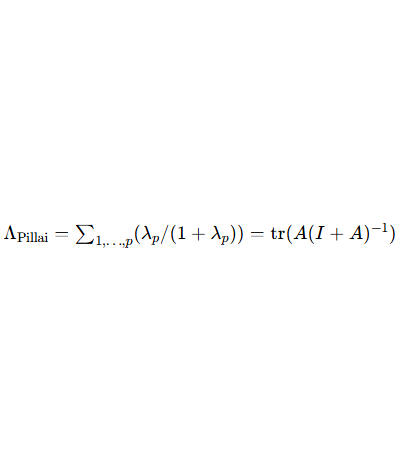 Λ_Pillai = ∑_{1,…,p}(λ_p/(1 + λ_p)) = tr(A(I + A)^{−1})